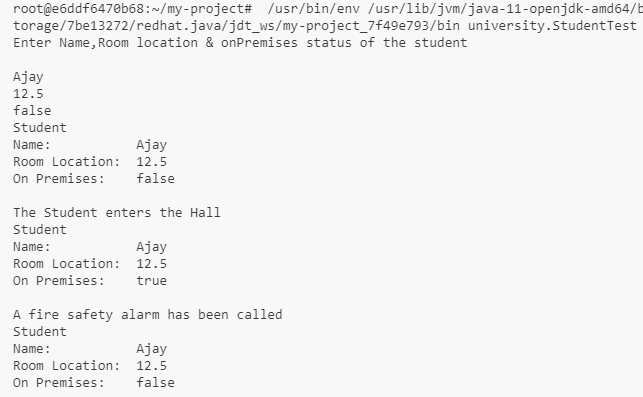 root@e6ddf6470b68:~/my-project#  /usr/bin/env /usr/lib/jvm/java-11-openjdk-amd64/b
torage/7be13272/redhat.java/jdt_ws/my-project_7f49e793/bin university.StudentTest
Enter Name,Room location & onPremises status of the student
Ajay
12.5
false
Student
Name:           Ajay
Room Location:  12.5
On Premises:    false
The Student enters the Hall
Student
Name:           Ajay
Room Location:  12.5
On Premises:    true
A fire safety alarm has been called
Student
Name:           Ajay
Room Location:  12.5
On Premises:    false